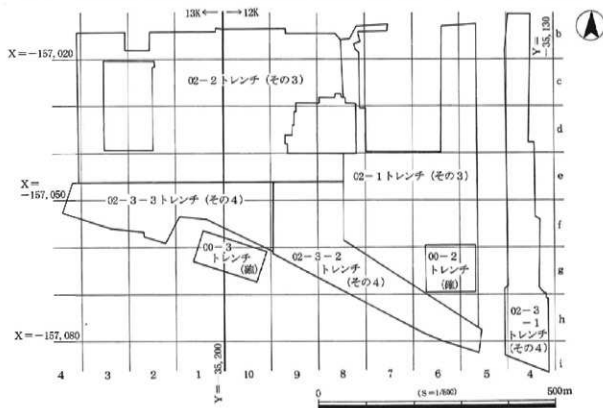 13K ← → 12K
Y = -35,130
X = -157,020
b
02-2トレンチ(その3)
c
d
02-1トレンチ(その3)
e
X = -157,050
02-3-3トレンチ(その4)
f
00-3
トレンチ
(確)
02-3-2
トレンチ
(その4)
00-2
トレンチ
(確)
g
02-3
-1
トレンチ
(その4)
h
X = -157,080
i
4 3 2 1 10 9 8 7 6 5 4
Y = -35,200
0 (S=1/800) 500m